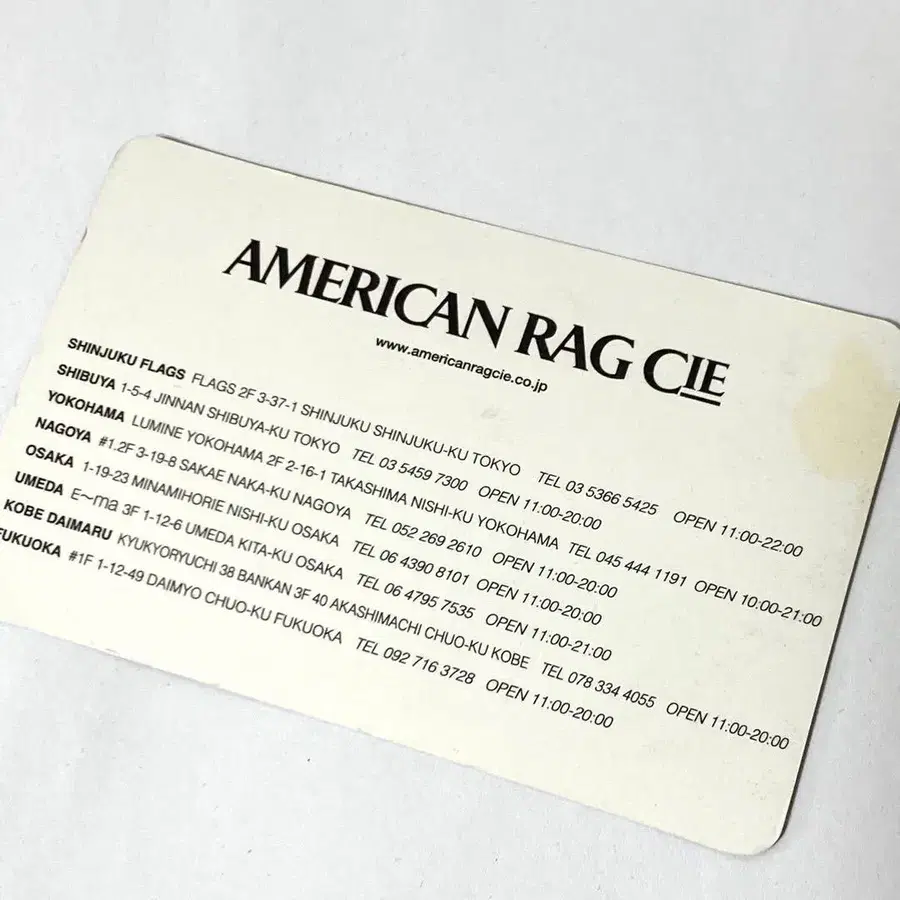 AMERICAN RAG CIE
www.americanragcie.co.jp
SHINJUKU FLAGS FLAGS 2F 3-37-1 SHINJUKU SHINJUKU-KU TOKYO TEL 03 5366 5425 OPEN 11:00-22:00
SHIBUYA 1-5-4 JINNAN SHIBUYA-KU TOKYO TEL 03 5459 7300 OPEN 11:00-20:00
YOKOHAMA LUMINE YOKOHAMA 2F 2-16-1 TAKASHIMA NISHI-KU YOKOHAMA TEL 045 444 1191 OPEN 10:00-21:00
NAGOYA #1.2F 3-19-8 SAKAE NAKA-KU NAGOYA TEL 052 269 2610 OPEN 11:00-20:00
OSAKA 1-19-23 MINAMIHORIE NISHI-KU OSAKA TEL 06 4390 8101 OPEN 11:00-20:00
UMEDA E~ma 3F 1-12-6 UMEDA KITA-KU OSAKA TEL 06 4795 7535 OPEN 11:00-21:00
KOBE DAIMARU KYUKYORYUCHI 38 BANKAN 3F 40 AKASHIMACHI CHUO-KU KOBE TEL 078 334 4055 OPEN 11:00-20:00
FUKUOKA #1F 1-12-49 DAIMYO CHUO-KU FUKUOKA TEL 092 716 3728 OPEN 11:00-20:00